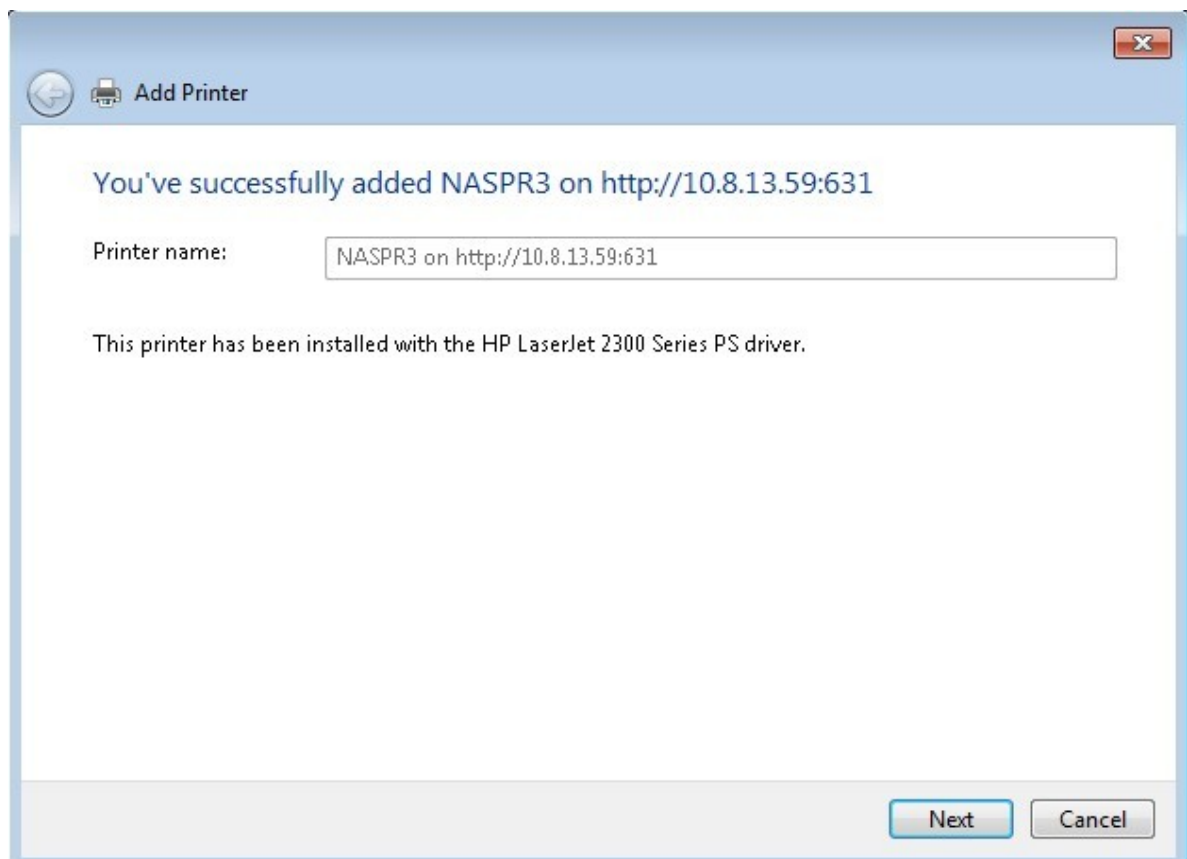 Add Printer
You've successfully added NASPR3 on http://10.8.13.59:631
Printer name:
NASPR3 on http://10.8.13.59:631
This printer has been installed with the HP LaserJet 2300 Series PS driver.
Next
Cancel